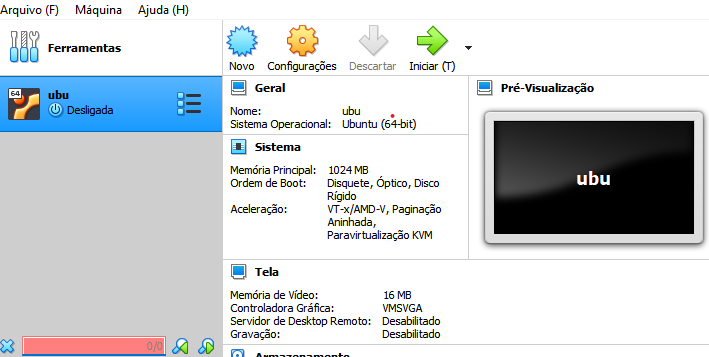 Arquivo (F) Máquina Ajuda (H)
Ferramentas
Novo Configurações Descartar Iniciar (T)
64 ubu
Desligada
Geral
Nome: ubu
Sistema Operacional: Ubuntu (64-bit)
Sistema
Memória Principal: 1024 MB
Ordem de Boot: Disquete, Óptico, Disco
Rígido
Aceleração: VT-x/AMD-V, Paginação
Aninhada,
Paravirtualização KVM
Pré-Visualização
ubu
Tela
Memória de Vídeo: 16 MB
Controladora Gráfica: VMSVGA
Servidor de Desktop Remoto: Desabilitado
Gravação: Desabilitado
0/0
Armazenamento